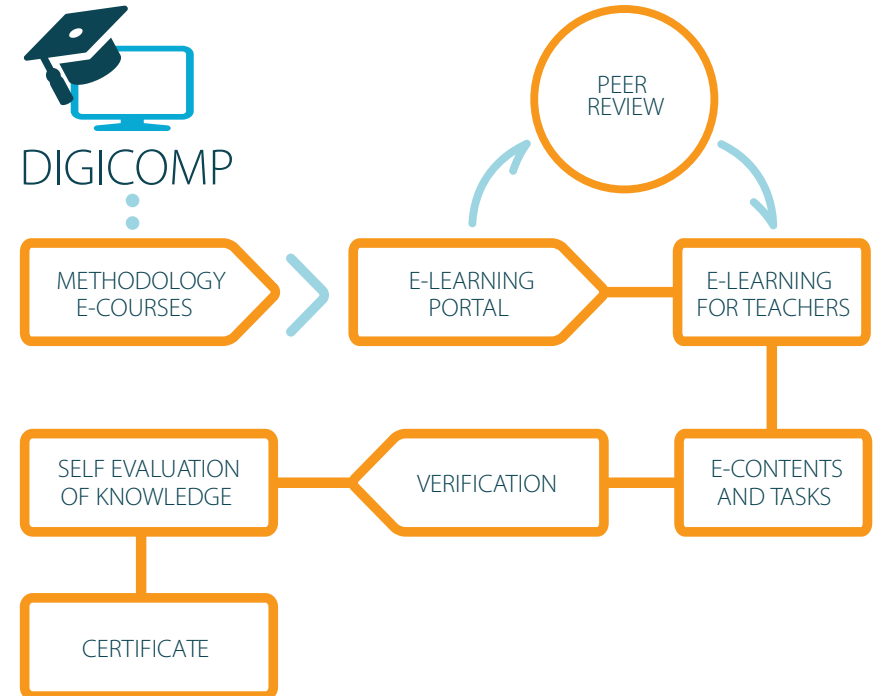 DIGICOMP
PEER
REVIEW
METHODOLOGY
E-COURSES
E-LEARNING
PORTAL
E-LEARNING
FOR TEACHERS
E-CONTENTS
AND TASKS
VERIFICATION
SELF EVALUATION
OF KNOWLEDGE
CERTIFICATE